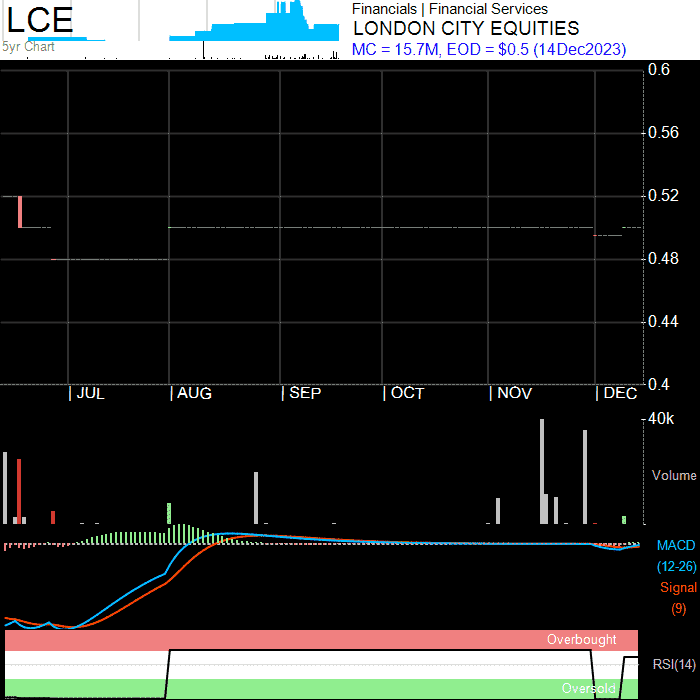 LCE
5yr Chart
Financials | Financial Services
LONDON CITY EQUITIES
MC = 15.7M, EOD = $0.5 (14Dec2023)
0.6
0.56
0.52
0.48
0.44
0.4
JUL
AUG
SEP
OCT
NOV
DEC
40k
Volume
MACD
(12-26)
Signal
(9)
Overbought
RSI(14)
Oversold